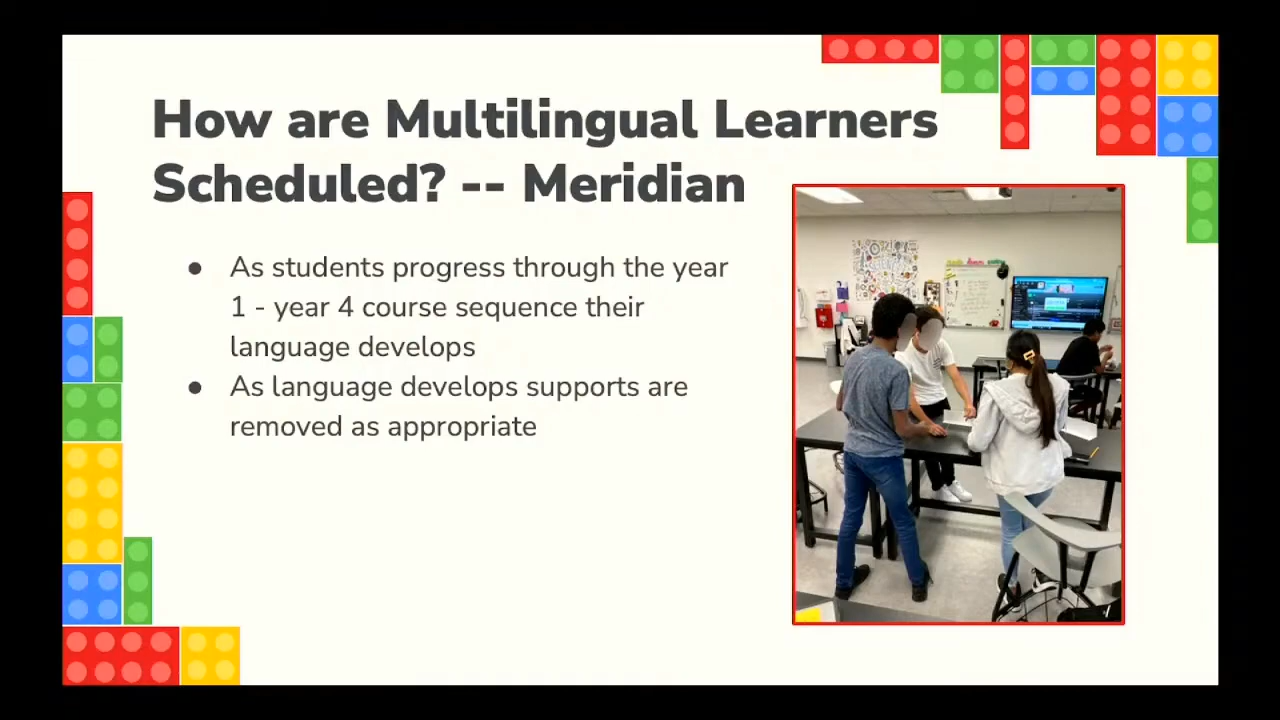 How are Multilingual Learners
Scheduled? -- Meridian
● As students progress through the year
1 - year 4 course sequence their
language develops
● As language develops supports are
removed as appropriate